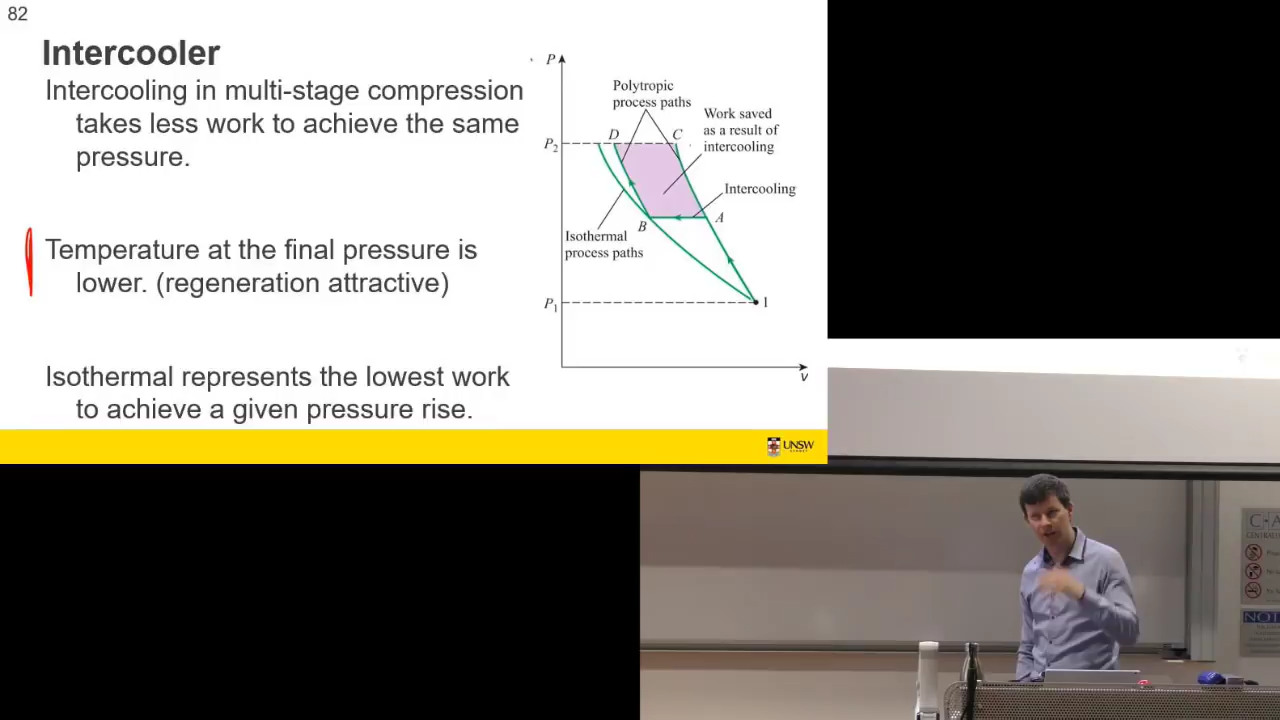 82
Intercooler
Intercooling in multi-stage compression
takes less work to achieve the same
pressure.
Temperature at the final pressure is
lower. (regeneration attractive)
Isothermal represents the lowest work
to achieve a given pressure rise.
P
Polytropic
process paths
Work saved
as a result of
intercooling
D
C
P2
Intercooling
B
A
Isothermal
process paths
P1
1
v
UNSW
SYDNEY
NOT